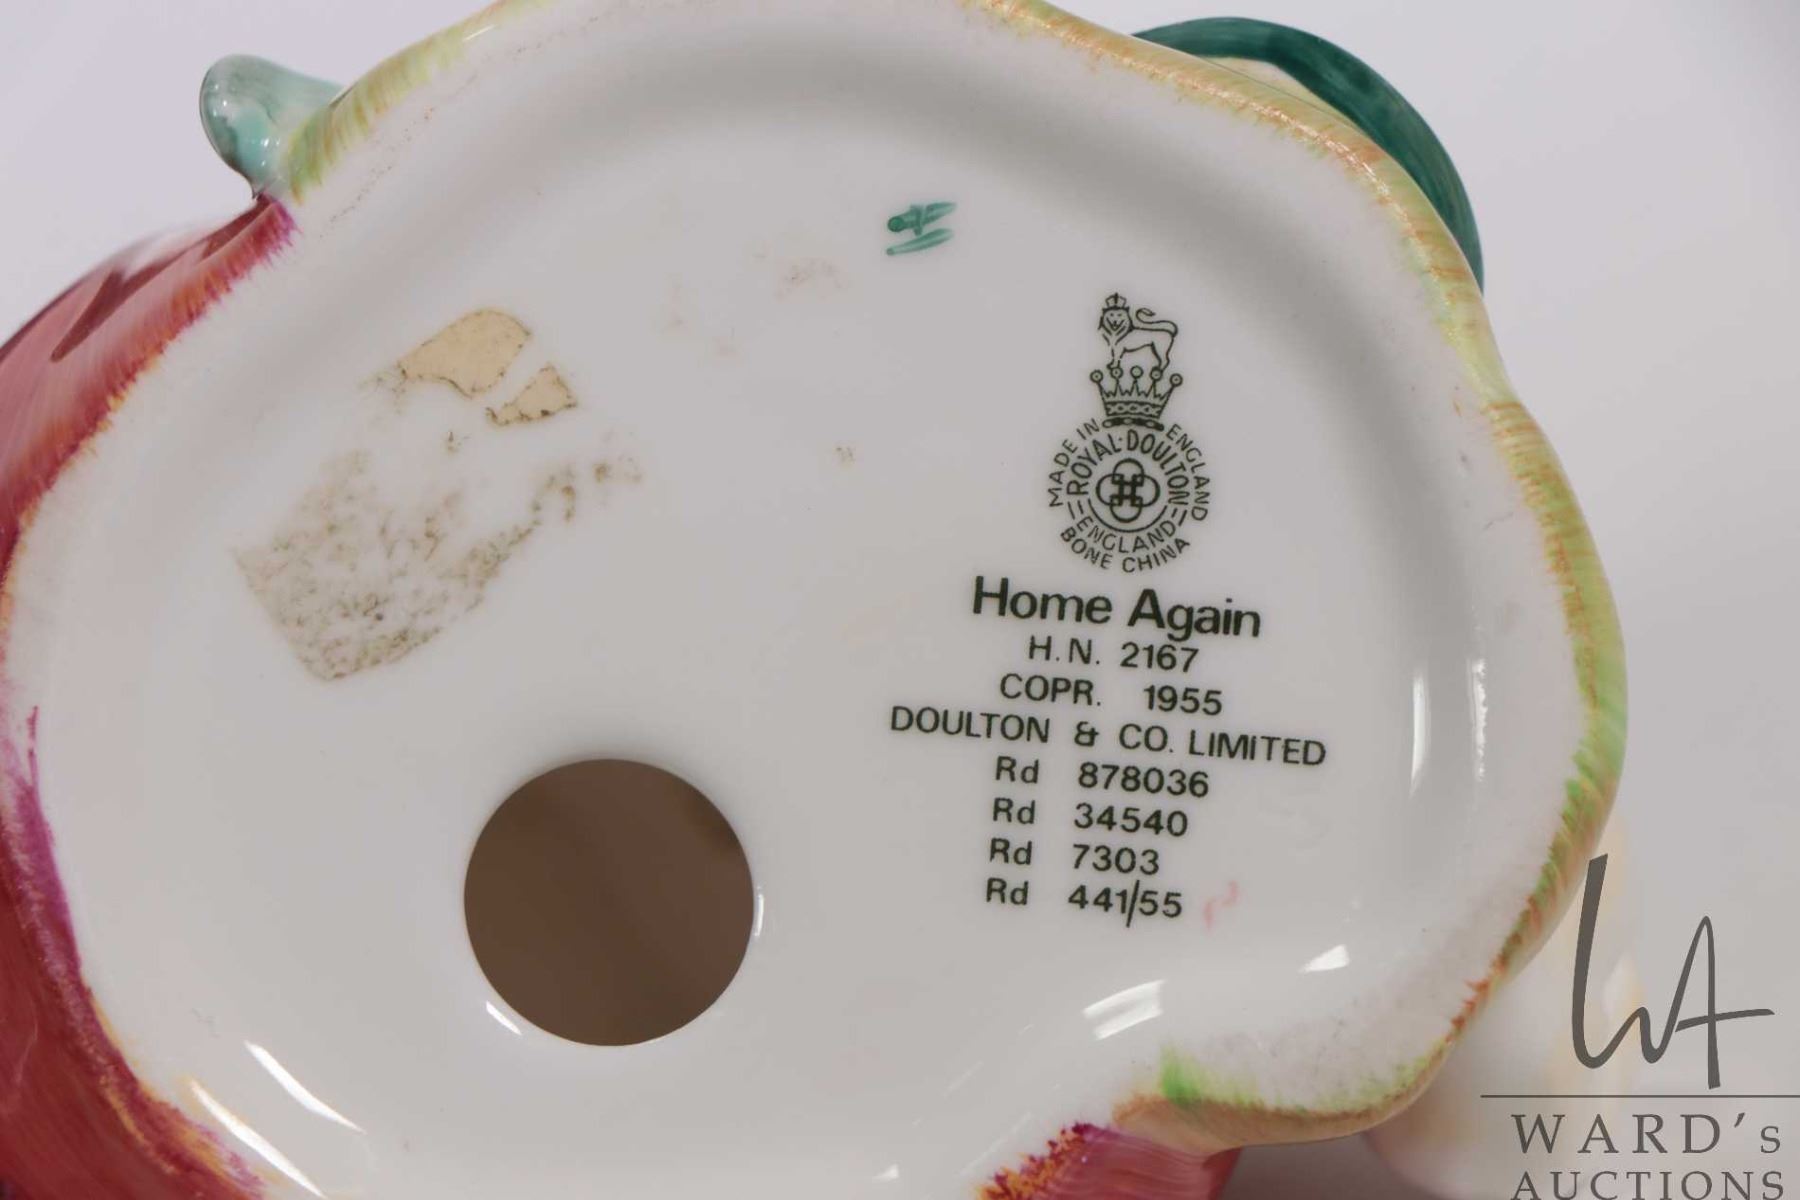 MADE IN ENGLAND
ROYAL·DOULTON
ENGLAND
BONE CHINA
Home Again
H.N. 2167
COPR. 1955
DOULTON & CO. LIMITED
Rd 878036
Rd 34540
Rd 7303
Rd 441/55
WA
WARD's
AUCTIONS